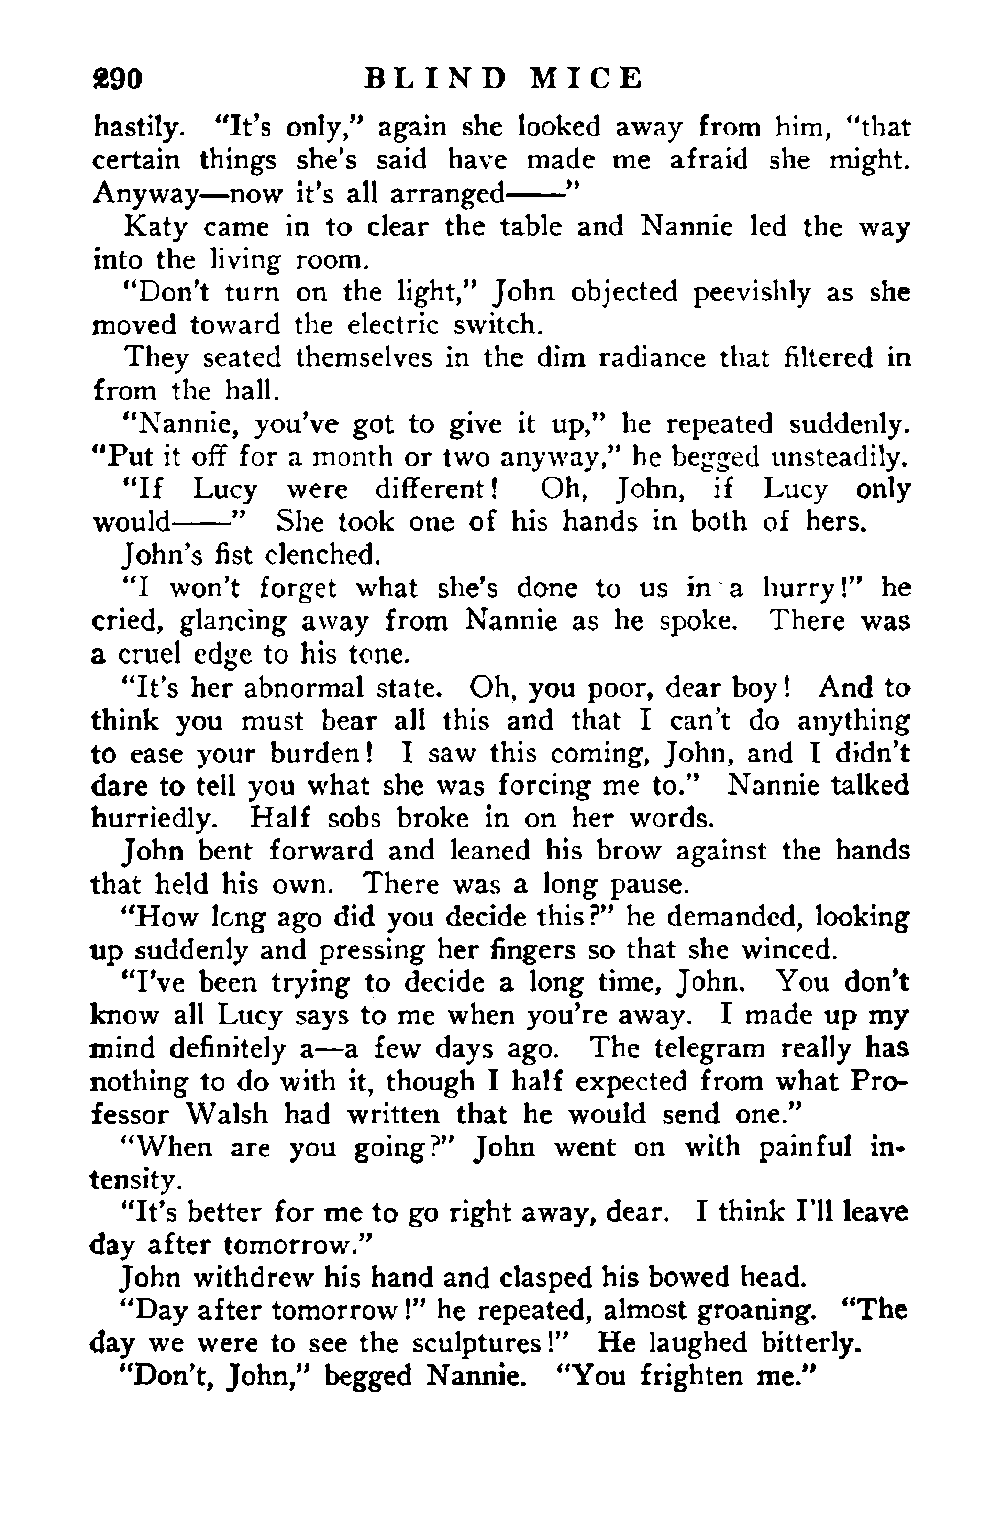 290 BLIND MICE
hastily. “It’s only,” again she looked away from him, “that
certain things she’s said have made me afraid she might.
Anyway—now it’s all arranged——”
Katy came in to clear the table and Nannie led the way
into the living room.
“Don’t turn on the light,” John objected peevishly as she
moved toward the electric switch.
They seated themselves in the dim radiance that filtered in
from the hall.
“Nannie, you’ve got to give it up,” he repeated suddenly.
“Put it off for a month or two anyway,” he begged unsteadily.
“If Lucy were different! Oh, John, if Lucy only
would——” She took one of his hands in both of hers.
John’s fist clenched.
“I won’t forget what she’s done to us in a hurry!” he
cried, glancing away from Nannie as he spoke. There was
a cruel edge to his tone.
“It’s her abnormal state. Oh, you poor, dear boy! And to
think you must bear all this and that I can’t do anything
to ease your burden! I saw this coming, John, and I didn’t
dare to tell you what she was forcing me to.” Nannie talked
hurriedly. Half sobs broke in on her words.
John bent forward and leaned his brow against the hands
that held his own. There was a long pause.
“How long ago did you decide this?” he demanded, looking
up suddenly and pressing her fingers so that she winced.
“I’ve been trying to decide a long time, John. You don’t
know all Lucy says to me when you’re away. I made up my
mind definitely a—a few days ago. The telegram really has
nothing to do with it, though I half expected from what Pro-
fessor Walsh had written that he would send one.”
“When are you going?” John went on with painful in-
tensity.
“It’s better for me to go right away, dear. I think I’ll leave
day after tomorrow.”
John withdrew his hand and clasped his bowed head.
“Day after tomorrow!” he repeated, almost groaning. “The
day we were to see the sculptures!” He laughed bitterly.
“Don’t, John,” begged Nannie. “You frighten me.”